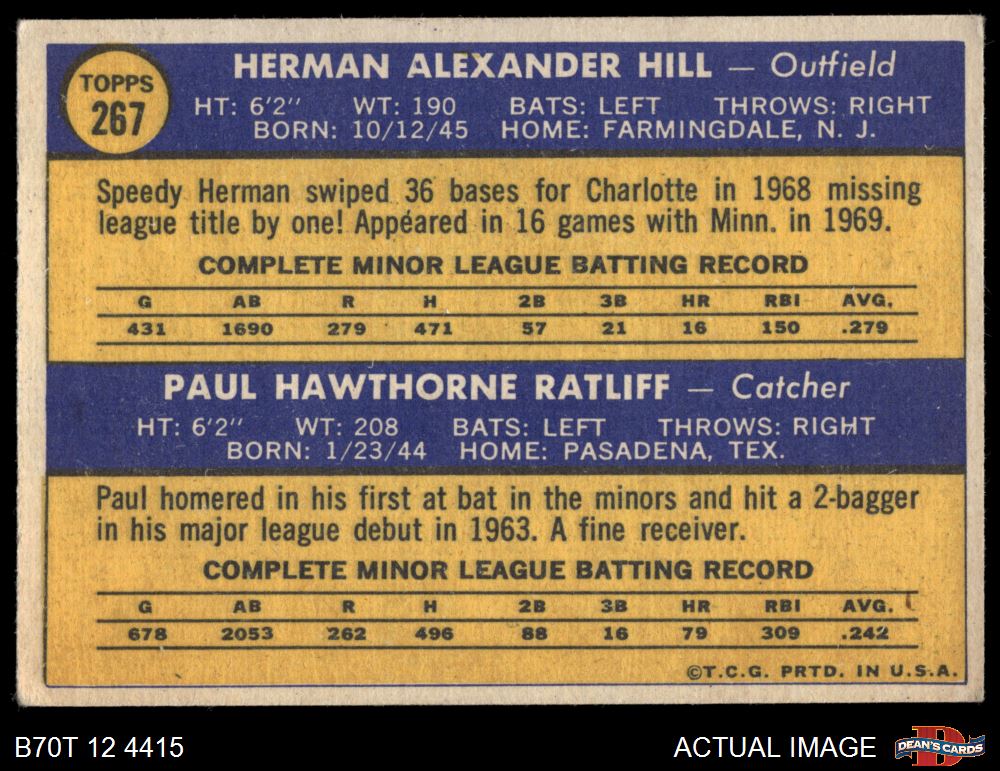 TOPPS
267
HERMAN ALEXANDER HILL — Outfield
HT: 6'2" WT: 190 BATS: LEFT THROWS: RIGHT
BORN: 10/12/45 HOME: FARMINGDALE, N. J.
Speedy Herman swiped 36 bases for Charlotte in 1968 missing
league title by one! Appeared in 16 games with Minn. in 1969.
COMPLETE MINOR LEAGUE BATTING RECORD
G AB R H 2B 3B HR RBI AVG.
431 1690 279 471 57 21 16 150 .279
PAUL HAWTHORNE RATLIFF — Catcher
HT: 6'2" WT: 208 BATS: LEFT THROWS: RIGHT
BORN: 1/23/44 HOME: PASADENA, TEX.
Paul homered in his first at bat in the minors and hit a 2-bagger
in his major league debut in 1963. A fine receiver.
COMPLETE MINOR LEAGUE BATTING RECORD
G AB R H 2B 3B HR RBI AVG.
678 2053 262 496 88 16 79 309 .242
©T.C.G. PRTD. IN U.S.A.
B70T 12 4415
ACTUAL IMAGE
DEAN'S CARDS